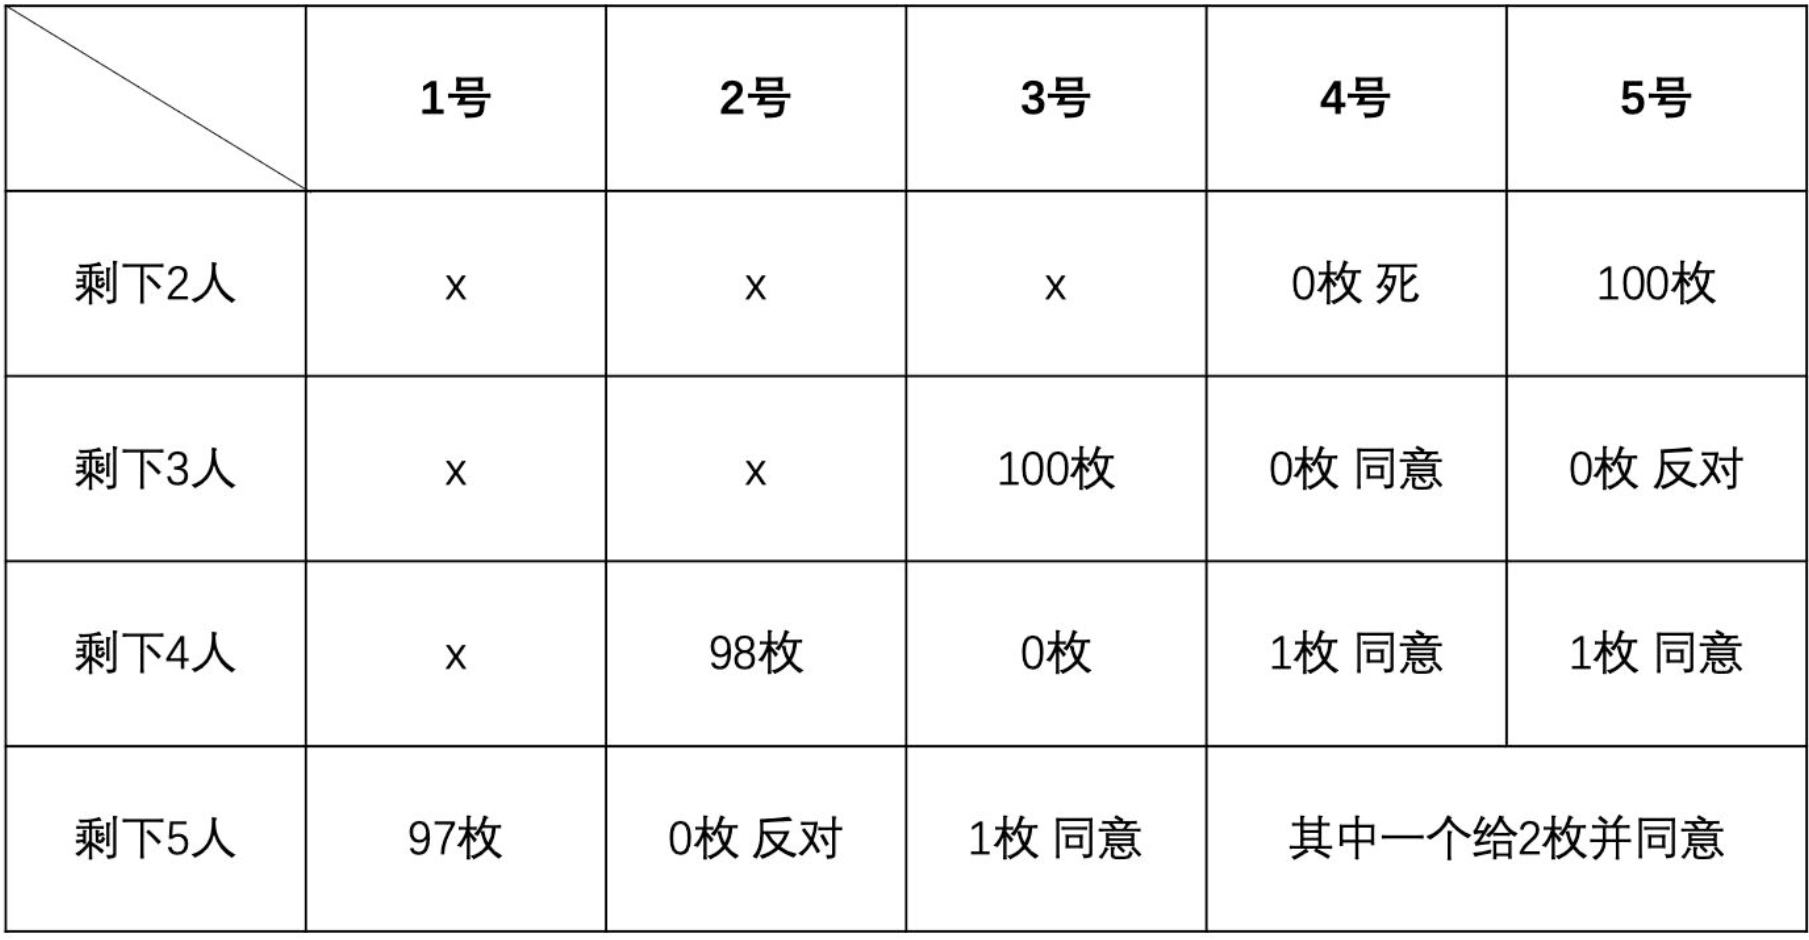 1号 2号 3号 4号 5号
剩下2人 x x x 0枚 死 100枚
剩下3人 x x 100枚 0枚 同意 0枚 反对
剩下4人 x 98枚 0枚 1枚 同意 1枚 同意
剩下5人 97枚 0枚 反对 1枚 同意 其中一个给2枚并同意